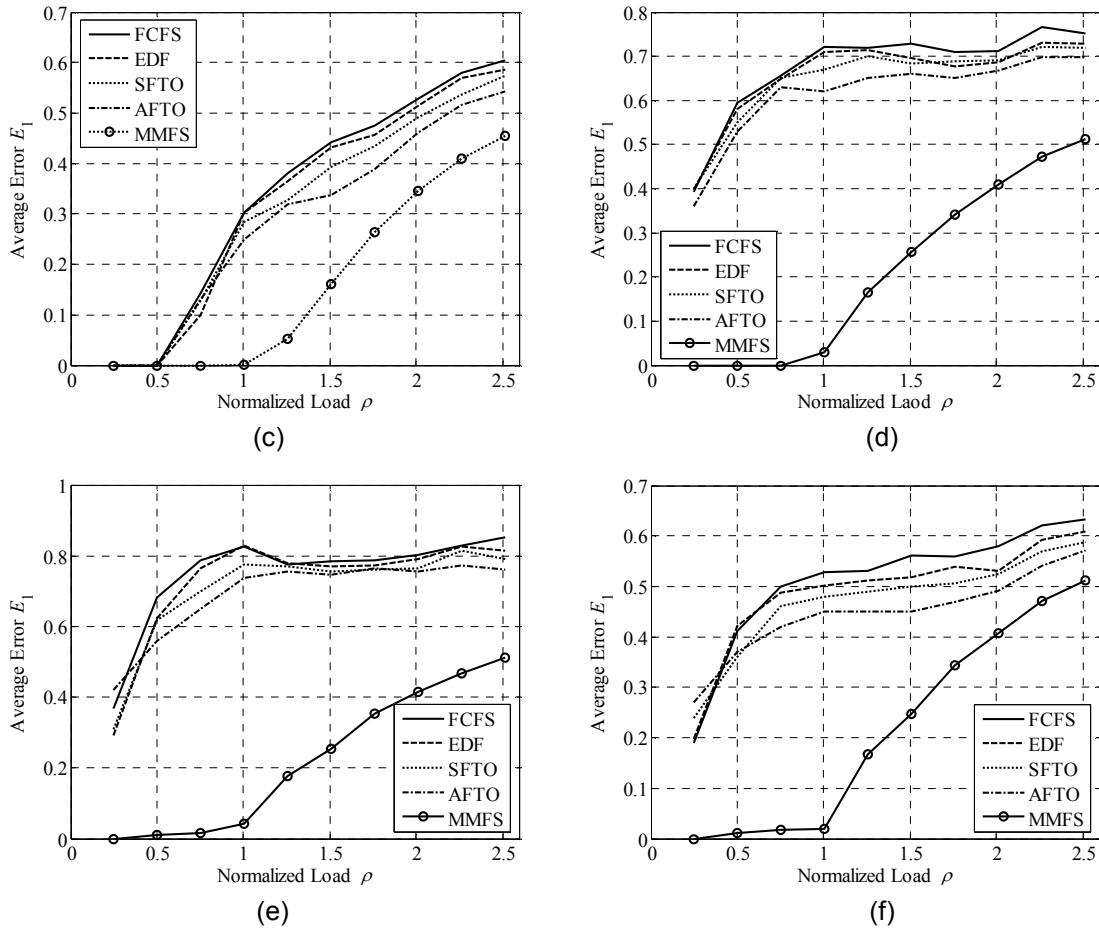 0.7
0.6
0.5
0.4
0.3
0.2
0.1
0
Average Error E1
FCFS
EDF
SFTO
AFTO
MMFS
0 0.5 1 1.5 2 2.5
Normalized Load ρ
(c)
0.8
0.7
0.6
0.5
0.4
0.3
0.2
0.1
0
Average Error E1
FCFS
EDF
SFTO
AFTO
MMFS
0 0.5 1 1.5 2 2.5
Normalized Laod ρ
(d)
1
0.8
0.6
0.4
0.2
0
Average Error E1
FCFS
EDF
SFTO
AFTO
MMFS
0 0.5 1 1.5 2 2.5
Normalized Load ρ
(e)
0.7
0.6
0.5
0.4
0.3
0.2
0.1
0
Average Error E1
FCFS
EDF
SFTO
AFTO
MMFS
0 0.5 1 1.5 2 2.5
Normalized Load ρ
(f)